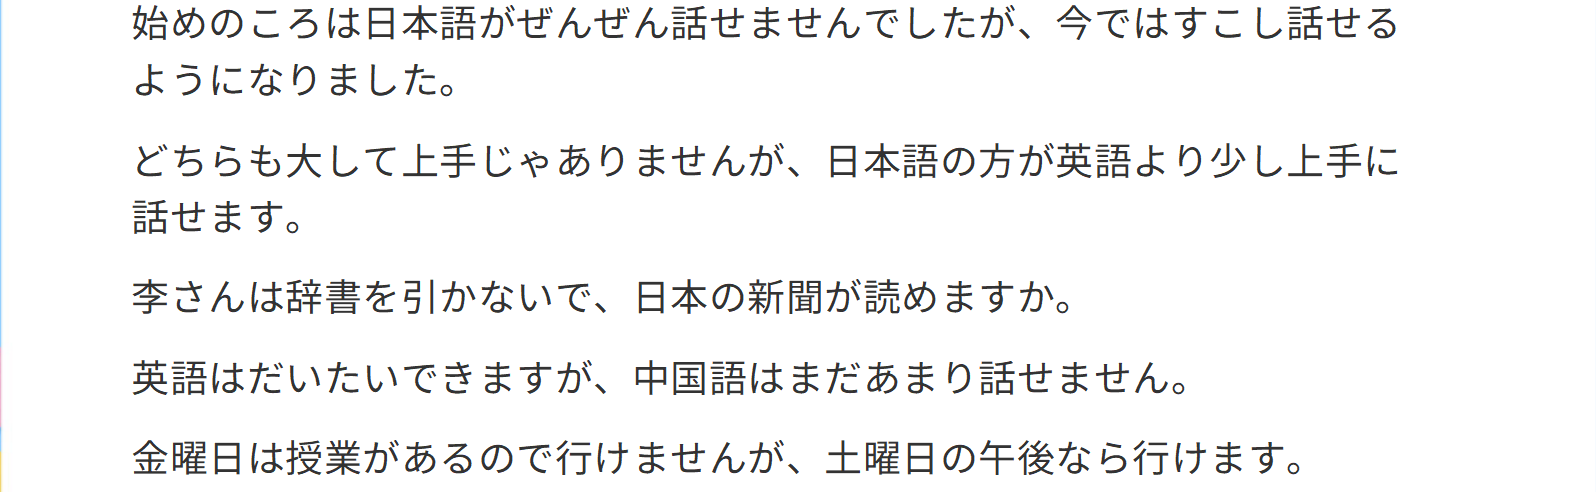 始めのころは日本語がぜんぜん話せませんでしたが、今ではすこし話せる
ようになりました。
どちらも大して上手じゃありませんが、日本語の方が英語より少し上手に
話せます。
李さんは辞書を引かないで、日本の新聞が読めますか。
英語はだいたいできますが、中国語はまだあまり話せません。
金曜日は授業があるので行けませんが、土曜日の午後なら行けます。